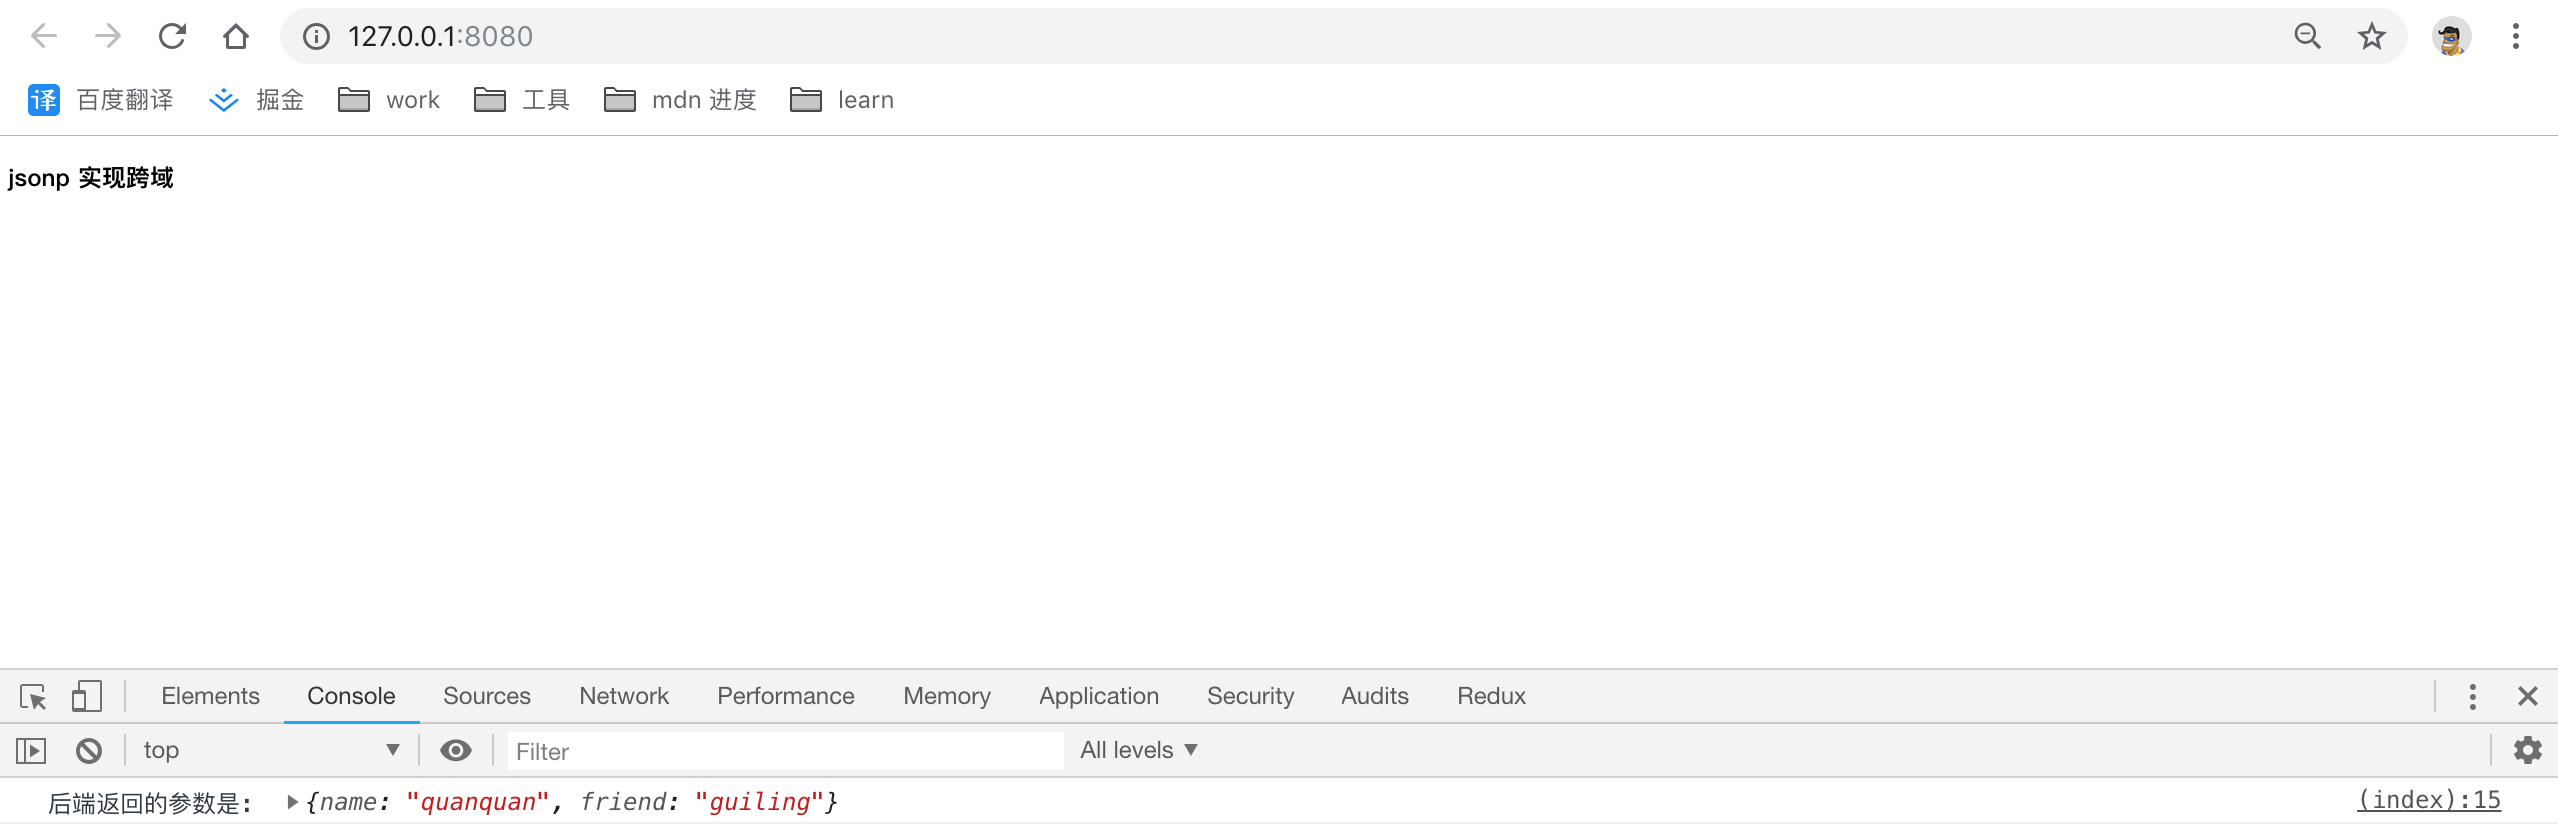 127.0.0.1:8080
译 百度翻译 掘金 work 工具 mdn 进度 learn
jsonp 实现跨域
Elements Console Sources Network Performance Memory Application Security Audits Redux
top Filter All levels
后端返回的参数是: {name: "quanquan", friend: "guiling"} (index):15